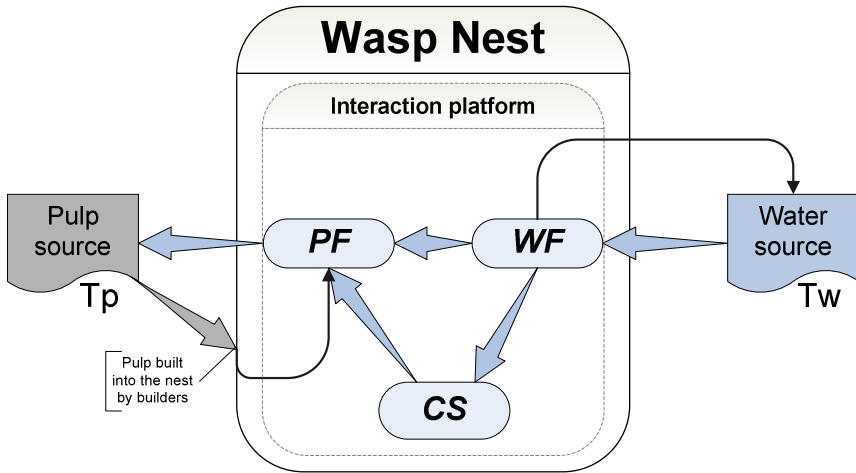 Wasp Nest
Interaction platform
Pulp
source
Tp
PF
WF
Water
source
Tw
Pulp built
into the nest
by builders
CS